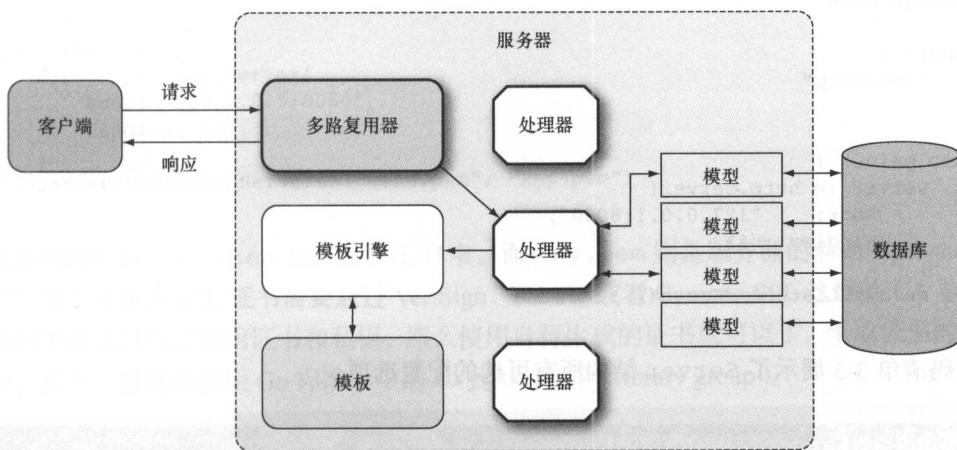 服务器
请求
客户端
响应
多路复用器
处理器
模板引擎
处理器
模板
处理器
模型
模型
模型
模型
数据库